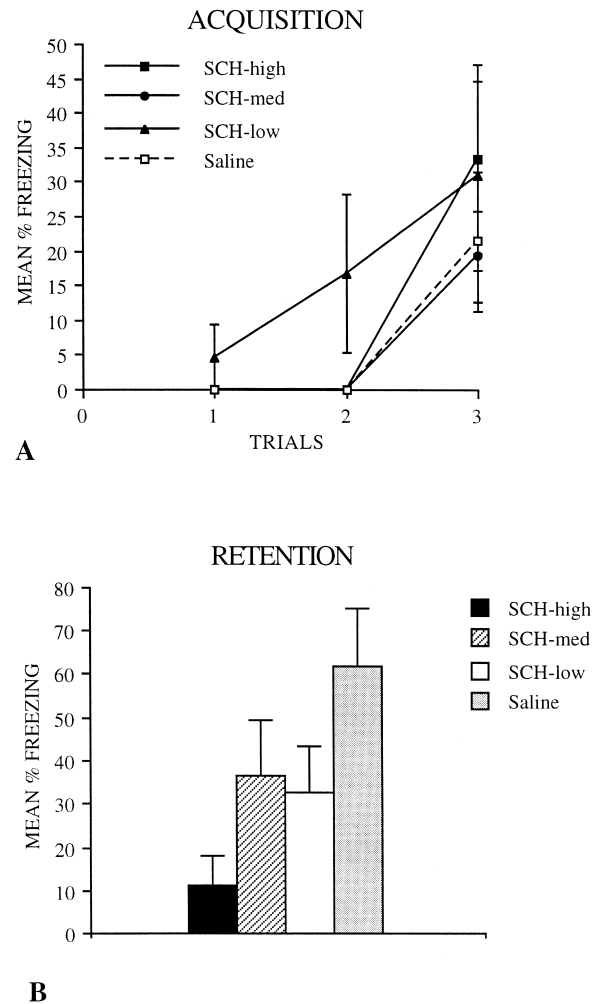 ACQUISITION
50
45
40
35
30
25
20
15
10
5
0
MEAN % FREEZING
SCH-high
SCH-med
SCH-low
Saline
0 1 2 3
TRIALS
A
RETENTION
80
70
60
50
40
30
20
10
0
MEAN % FREEZING
SCH-high
SCH-med
SCH-low
Saline
B